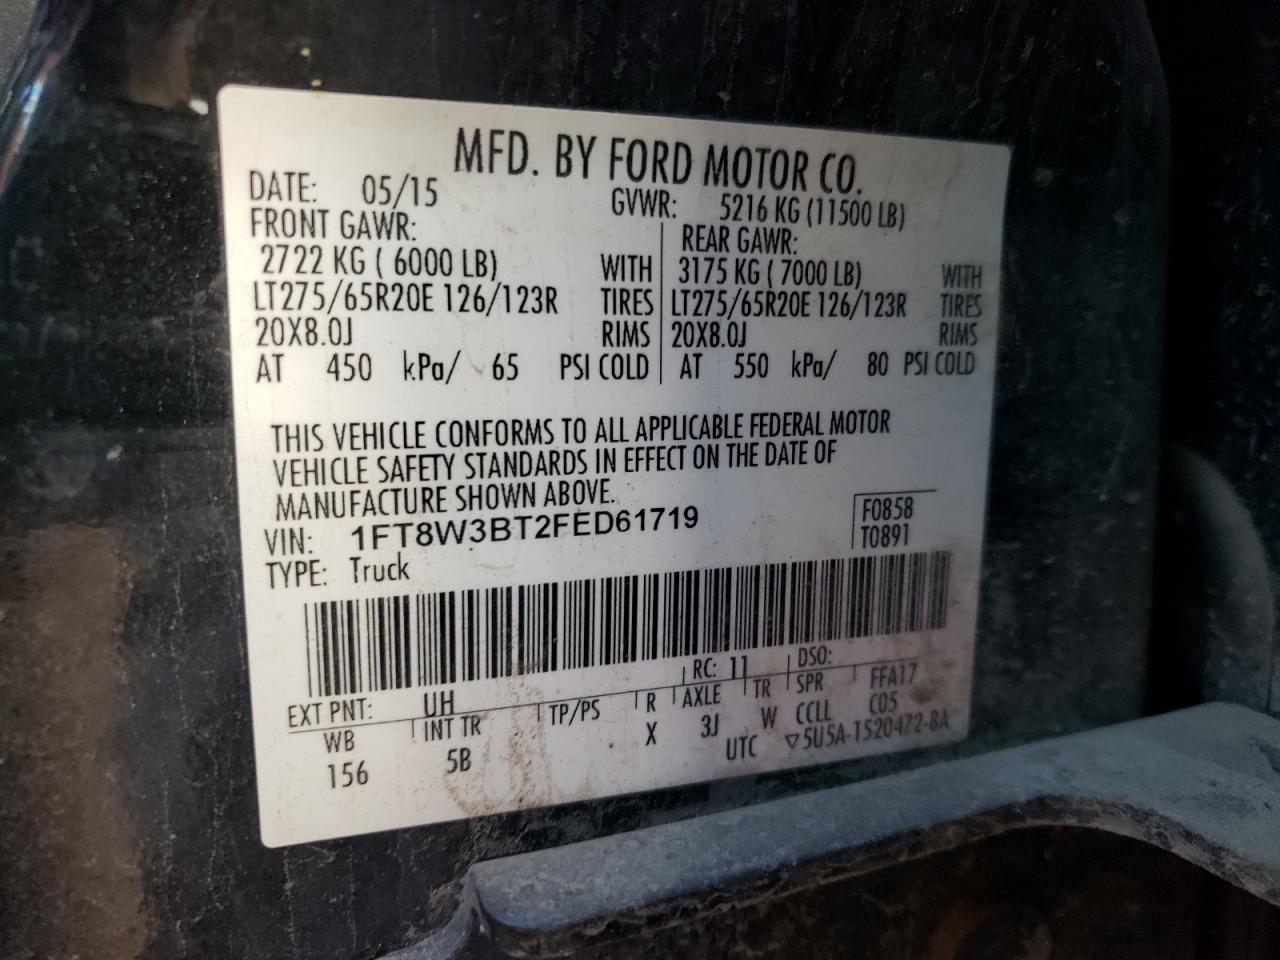 MFD. BY FORD MOTOR CO.
DATE: 05/15 GVWR: 5216 KG (11500 LB)
FRONT GAWR: REAR GAWR:
2722 KG ( 6000 LB) WITH 3175 KG ( 7000 LB) WITH
LT275/65R20E 126/123R TIRES LT275/65R20E 126/123R TIRES
20X8.0J RIMS 20X8.0J RIMS
AT 450 kPa/ 65 PSI COLD AT 550 kPa/ 80 PSI COLD
THIS VEHICLE CONFORMS TO ALL APPLICABLE FEDERAL MOTOR
VEHICLE SAFETY STANDARDS IN EFFECT ON THE DATE OF
MANUFACTURE SHOWN ABOVE.
F0858
VIN: 1FT8W3BT2FED61719
T0891
TYPE: Truck
EXT PNT: UH RC: 11 DSO:
WB INT TR TP/PS R AXLE TR SPR FFA17
156 5B X 3J W CCLL C05
UTC ▽5U5A-1520472-BA